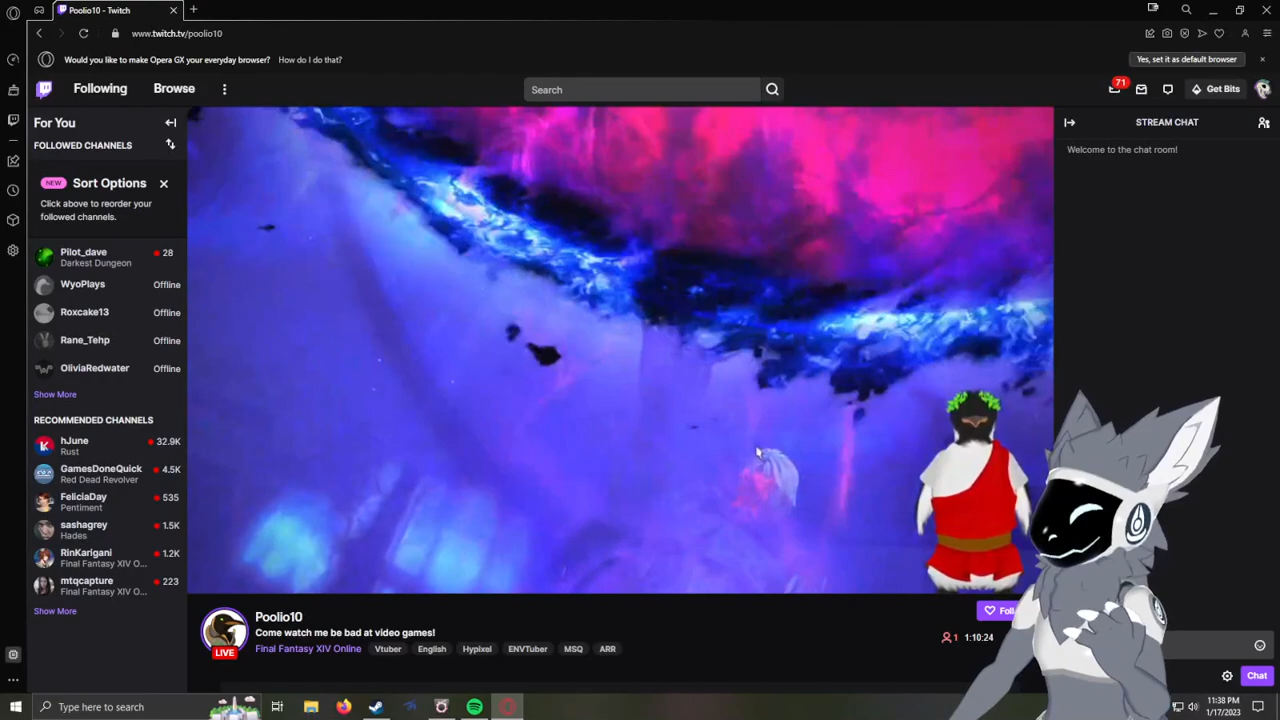 Poolio10 - Twitch
www.twitch.tv/poolio10
Would you like to make Opera GX your everyday browser? How do I do that?
Yes, set it as default browser
Following
Browse
Search
71
Get Bits
For You
FOLLOWED CHANNELS
NEW
Sort Options
Click above to reorder your
followed channels.
Pilot_dave
28
Darkest Dungeon
WyoPlays
Offline
Roxcake13
Offline
Rane_Tehp
Offline
OliviaRedwater
Offline
Show More
RECOMMENDED CHANNELS
hJune
32.9K
Rust
GamesDoneQuick
4.5K
Red Dead Revolver
FeliciaDay
535
Pentiment
sashagrey
1.5K
Hades
RinKarigani
1.2K
Final Fantasy XIV O...
mtqcapture
223
Final Fantasy XIV O...
Show More
STREAM CHAT
Welcome to the chat room!
Poolio10
Come watch me be bad at video games!
Final Fantasy XIV Online
Vtuber
English
Hypixel
ENVTuber
MSQ
ARR
LIVE
Foll
1
1:10:24
Chat
Type here to search
11:38 PM
1/17/2023